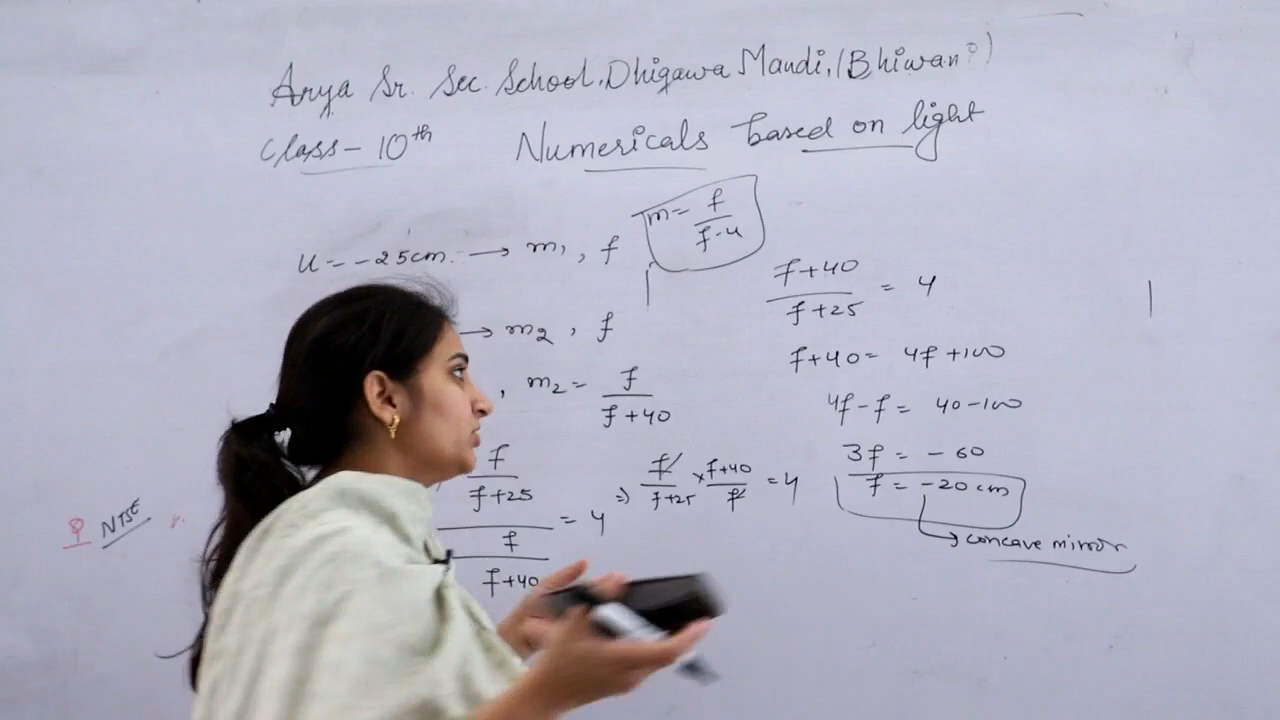 Arya Sr. Sec. School, Dhigawa Mandi, (Bhiwani)
Class - 10th Numericals based on light
u = -25cm. → m1, f
m = f/(f-u)
→ m2, f
, m2 = f/(f+40)
(f/(f+25))/(f/(f+40)) = 4
⇒ f/(f+25) × (f+40)/f = 4
(f+40)/(f+25) = 4
f+40 = 4f+100
4f-f = 40-100
3f = -60
f = -20 cm
→ concave mirror
Q NTSE